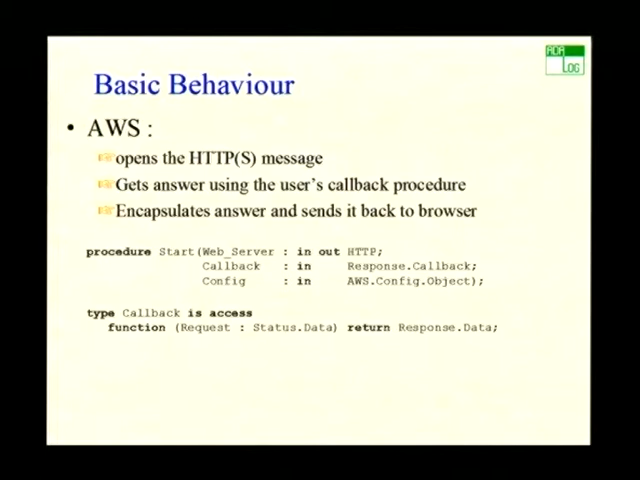 ADA
LOG
Basic Behaviour
• AWS :
☞opens the HTTP(S) message
☞Gets answer using the user's callback procedure
☞Encapsulates answer and sends it back to browser
procedure Start(Web_Server : in out HTTP;
Callback : in Response.Callback;
Config : in AWS.Config.Object);
type Callback is access
function (Request : Status.Data) return Response.Data;